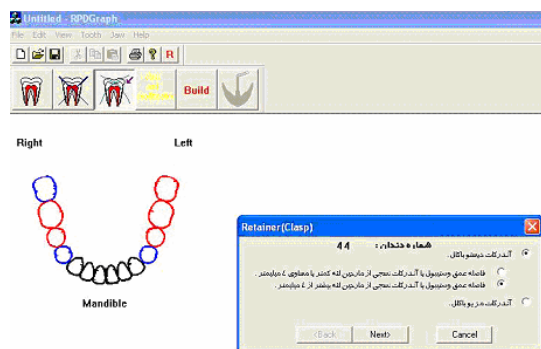 Untitled - RPDGraph
File Edit View Tooth Jaw Help
R
Build
Right Left
Mandible
Retainer(Clasp)
شماره دندان : 44
آندرکات دیستوباکال.
فاصله عمق وستیبول یا آندرکات نسجی از مارجین لثه کمتر یا مساوی ٤ میلیمتر.
فاصله عمق وستیبول یا آندرکات نسجی از مارجین لثه بیشتر از ٤ میلیمتر.
آندرکات مزیوباکال.
<Back Next> Cancel